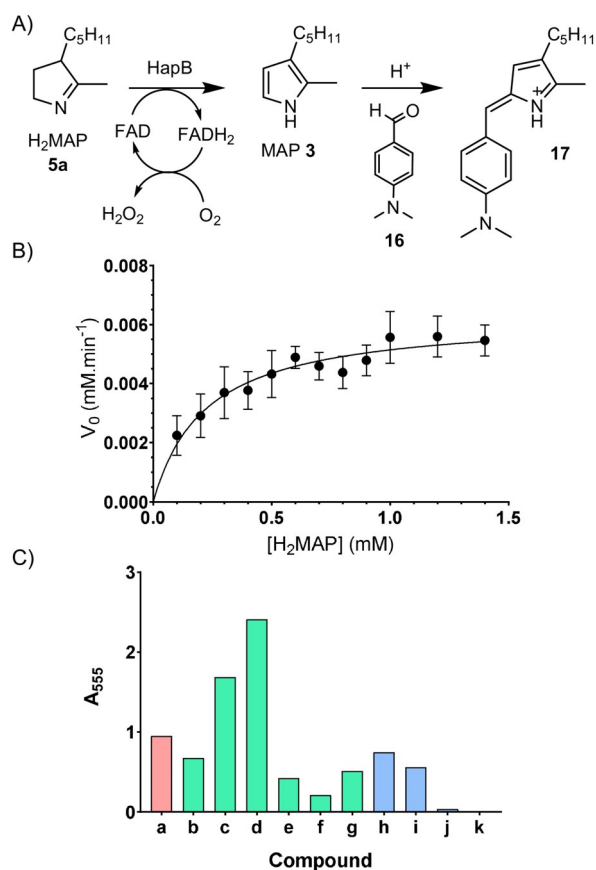 A)
C₅H₁₁
N
H₂MAP
5a
HapB
FAD
FADH₂
H₂O₂
O₂
C₅H₁₁
N
H
MAP 3
H⁺
H
O
N
16
C₅H₁₁
N
+
H
N
17
B)
V₀ (mM.min⁻¹)
0.008
0.006
0.004
0.002
0.000
0.0 0.5 1.0 1.5
[H₂MAP] (mM)
C)
A₅₅₅
3
2
1
0
a b c d e f g h i j k
Compound